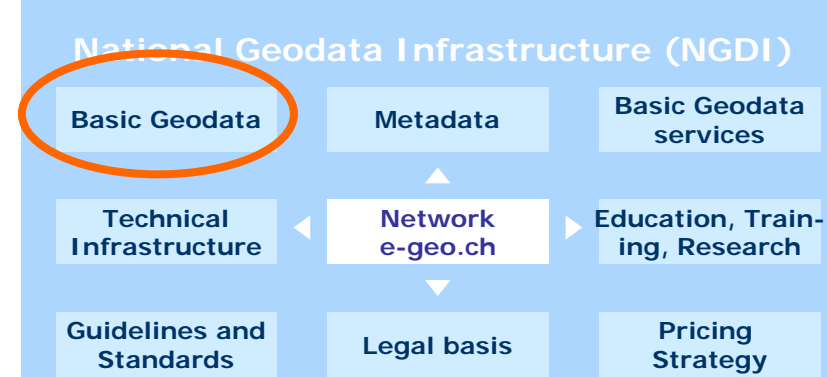 National Geodata Infrastructure (NGDI)
Basic Geodata
Metadata
Basic Geodata
services
Technical
Infrastructure
Network
e-geo.ch
Education, Train-
ing, Research
Guidelines and
Standards
Legal basis
Pricing
Strategy